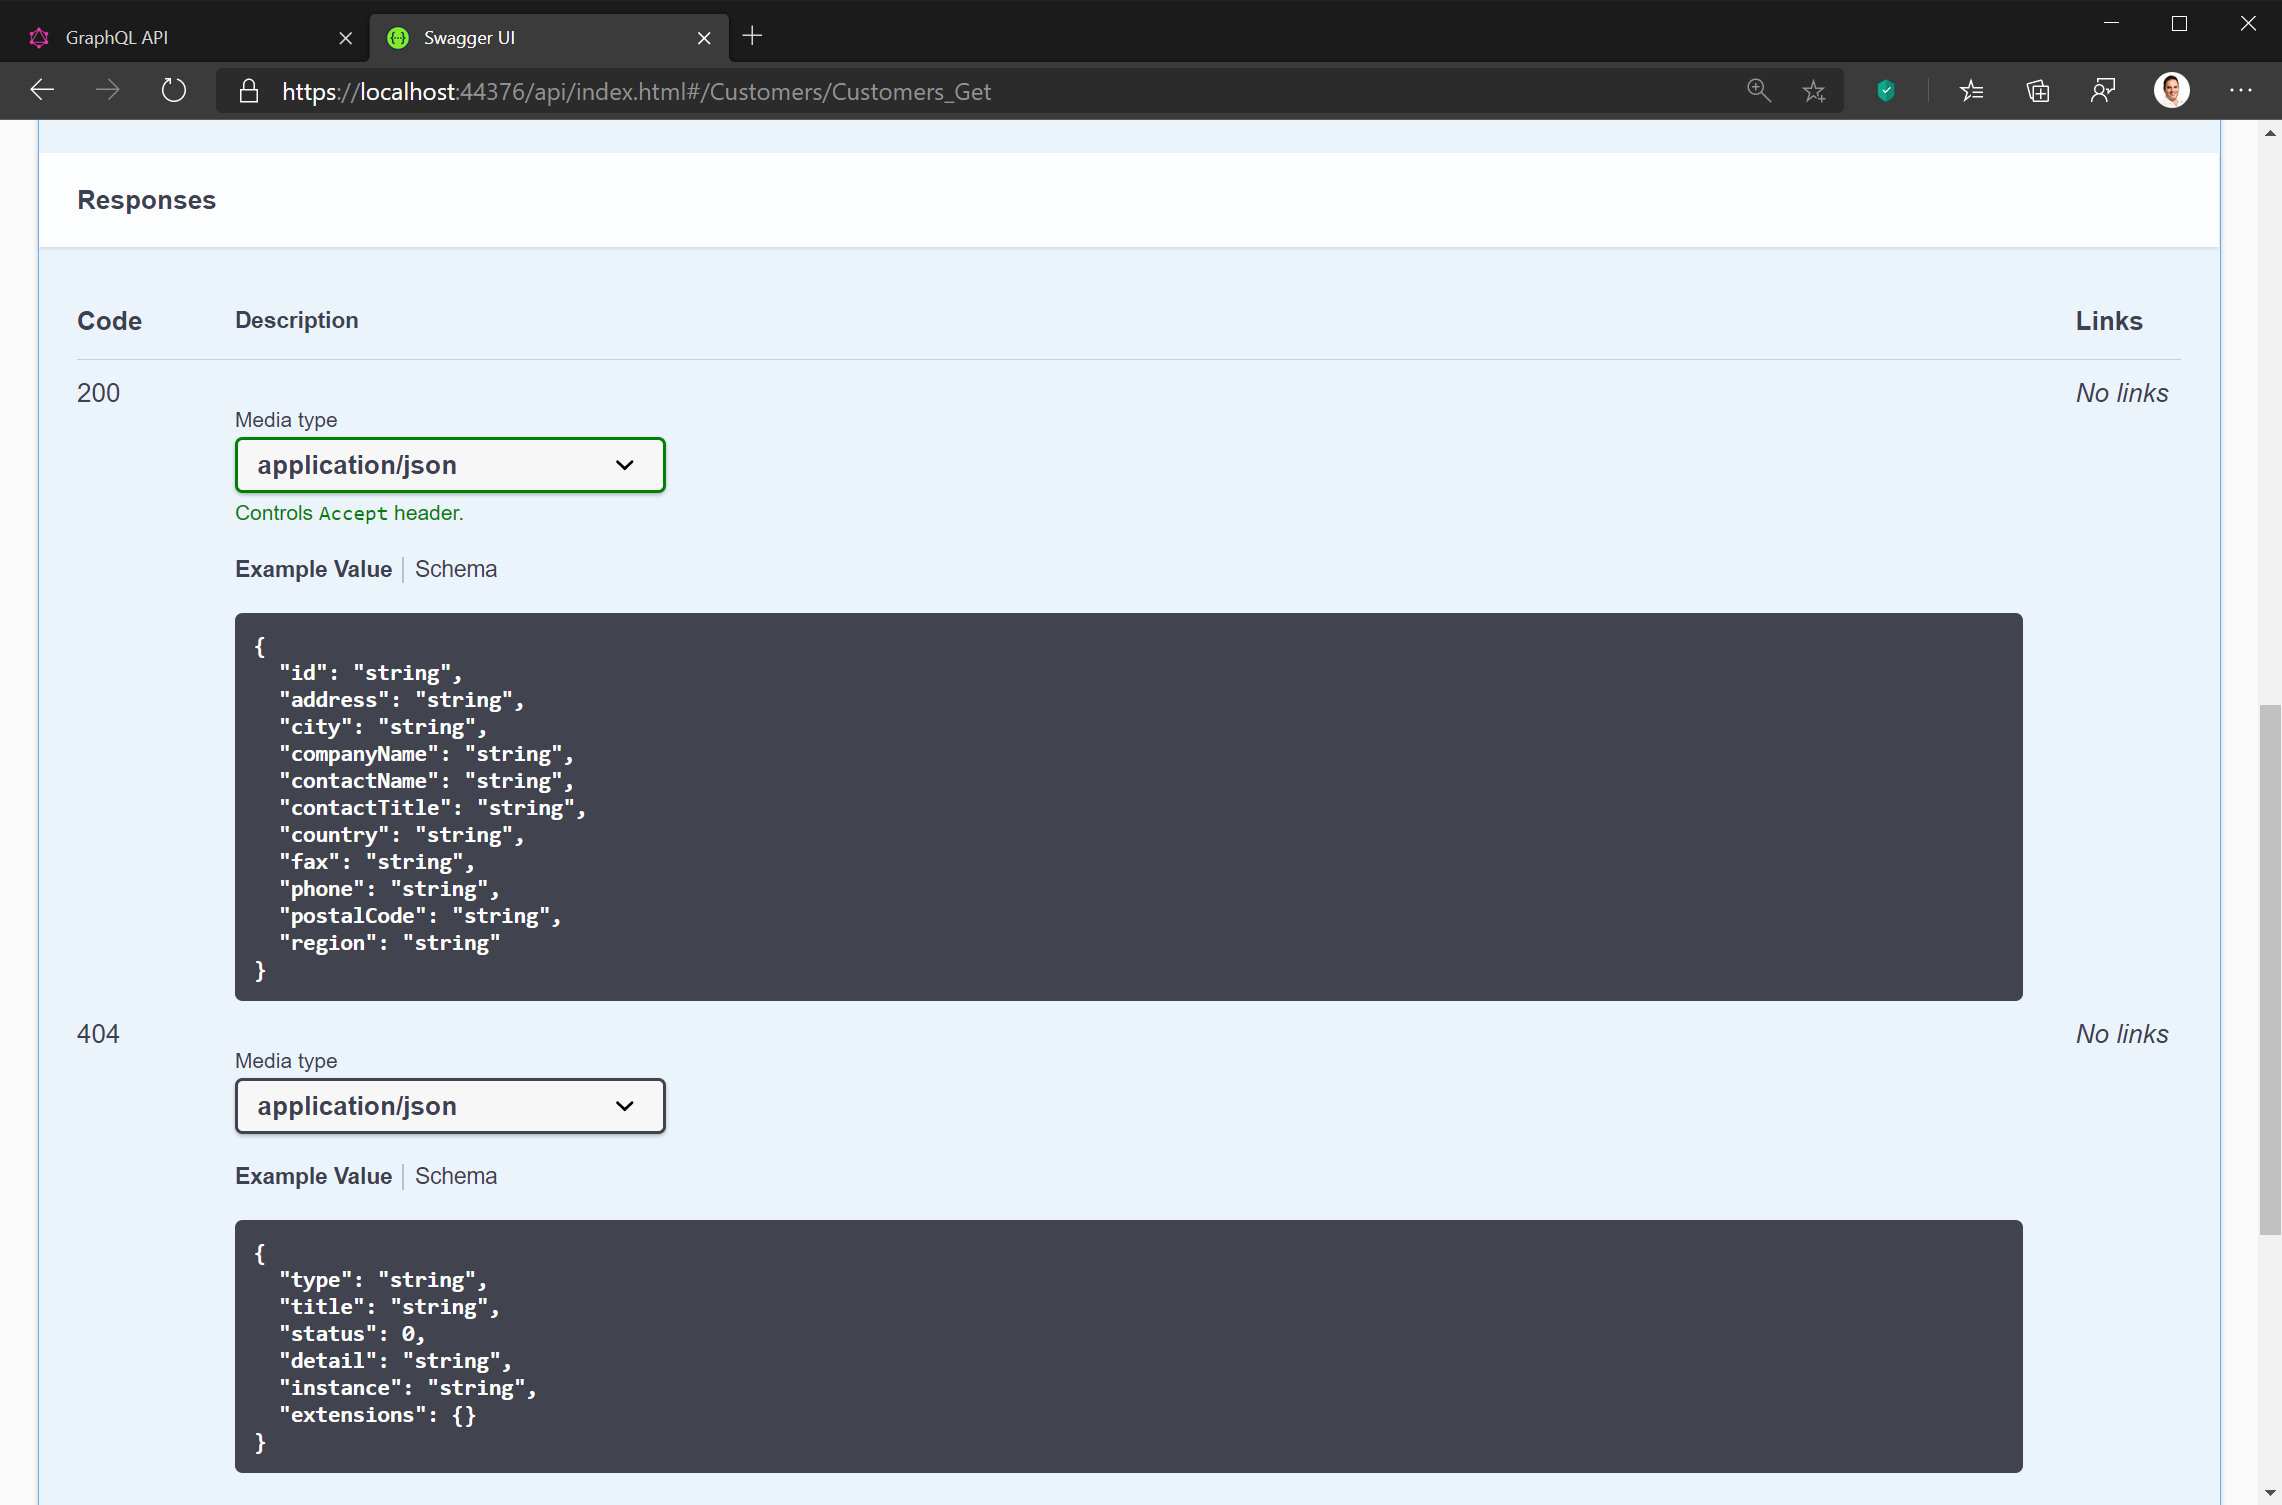 GraphQL API
Swagger UI
https://localhost:44376/api/index.html#/Customers/Customers_Get
Responses
Code Description Links
200 No links
Media type
application/json
Controls Accept header.
Example Value | Schema
{
  "id": "string",
  "address": "string",
  "city": "string",
  "companyName": "string",
  "contactName": "string",
  "contactTitle": "string",
  "country": "string",
  "fax": "string",
  "phone": "string",
  "postalCode": "string",
  "region": "string"
}
404 No links
Media type
application/json
Example Value | Schema
{
  "type": "string",
  "title": "string",
  "status": 0,
  "detail": "string",
  "instance": "string",
  "extensions": {}
}